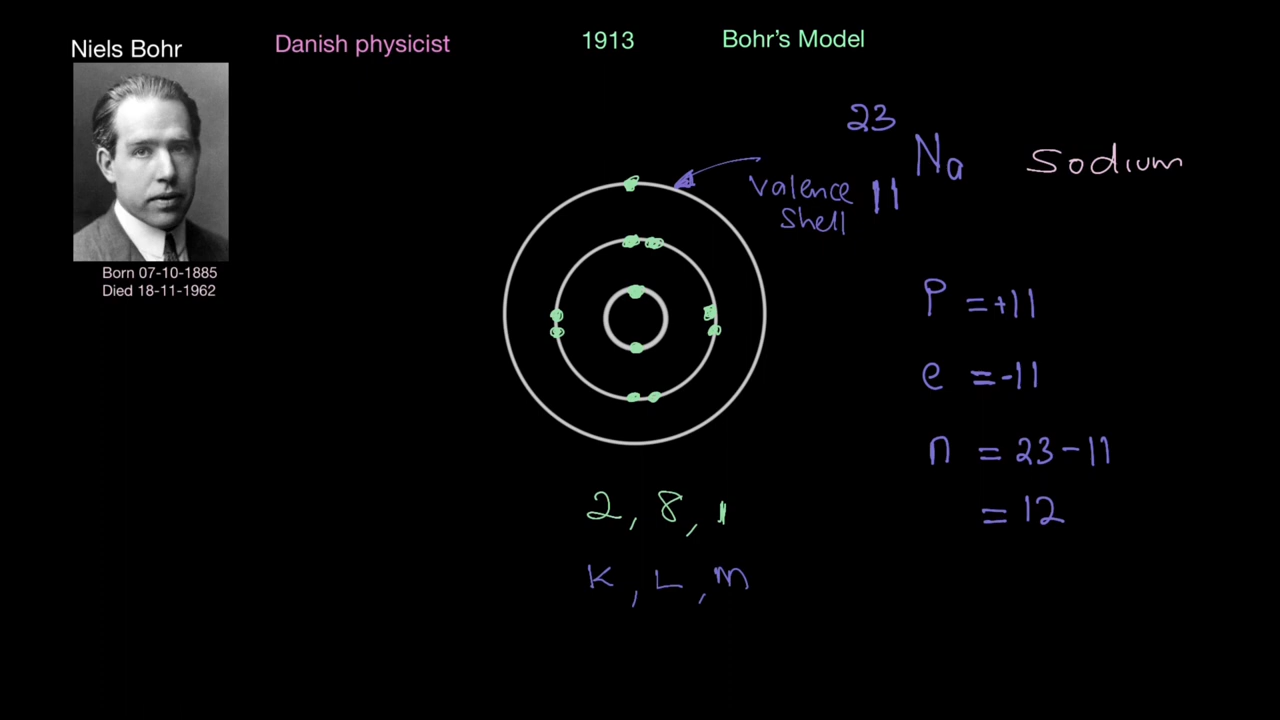 Niels Bohr
Danish physicist
1913
Bohr's Model
Born 07-10-1885
Died 18-11-1962
23
Na
11
Sodium
Valence
Shell
P = +11
e = -11
n = 23 - 11
= 12
2, 8, 1
K, L, M